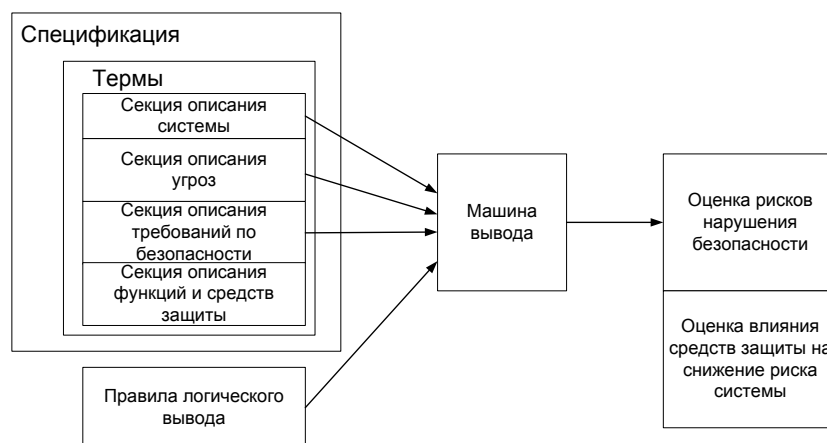 Спецификация
Термы
Секция описания
системы
Секция описания
угроз
Секция описания
требований по
безопасности
Секция описания
функций и средств
защиты
Правила логического
вывода
Машина
вывода
Оценка рисков
нарушения
безопасности
Оценка влияния
средств защиты на
снижение риска
системы